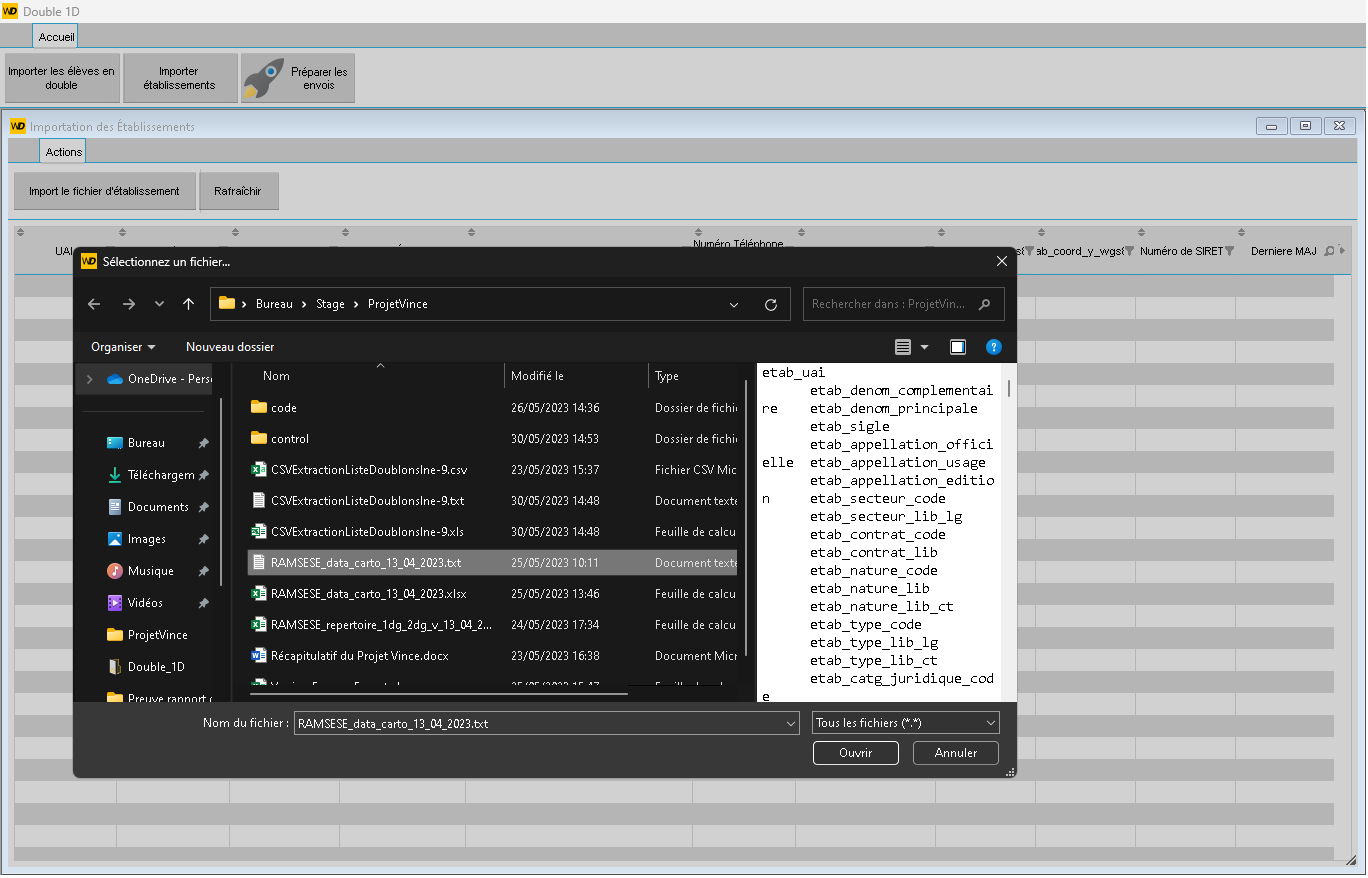 WD Double 1D
Accueil
Importer les élèves en
double
Importer
établissements
Préparer les
envois
WD Importation des Établissements
Actions
Import le fichier d'établissement
Rafraîchir
UAI
Numéro Téléphone
ab_coord_y_wgs8
Numéro de SIRET
Derniere MAJ
WD Sélectionnez un fichier...
Bureau > Stage > ProjetVince
Rechercher dans : ProjetVin...
Organiser
Nouveau dossier
OneDrive - Perso
Bureau
Téléchargem
Documents
Images
Musique
Vidéos
ProjetVince
Double_1D
Preuve rapport
Nom Modifié le Type
code 26/05/2023 14:36 Dossier de fichi
control 30/05/2023 14:53 Dossier de fichi
CSVExtractionListeDoublonsIne-9.csv 23/05/2023 15:37 Fichier CSV Mic
CSVExtractionListeDoublonsIne-9.txt 30/05/2023 14:48 Document texte
CSVExtractionListeDoublonsIne-9.xls 30/05/2023 14:48 Feuille de calcu
RAMSESE_data_carto_13_04_2023.txt 25/05/2023 10:11 Document texte
RAMSESE_data_carto_13_04_2023.xlsx 25/05/2023 13:46 Feuille de calcu
RAMSESE_repertoire_1dg_2dg_v_13_04_2... 24/05/2023 17:34 Feuille de calcu
Récapitulatif du Projet Vince.docx 23/05/2023 16:38 Document Micr
etab_uai
etab_denom_complementai
re etab_denom_principale
etab_sigle
etab_appellation_offici
elle etab_appellation_usage
etab_appellation_editio
n etab_secteur_code
etab_secteur_lib_lg
etab_contrat_code
etab_contrat_lib
etab_nature_code
etab_nature_lib
etab_nature_lib_ct
etab_type_code
etab_type_lib_lg
etab_type_lib_ct
etab_catg_juridique_cod
e
Nom du fichier : RAMSESE_data_carto_13_04_2023.txt
Tous les fichiers (*.*)
Ouvrir
Annuler